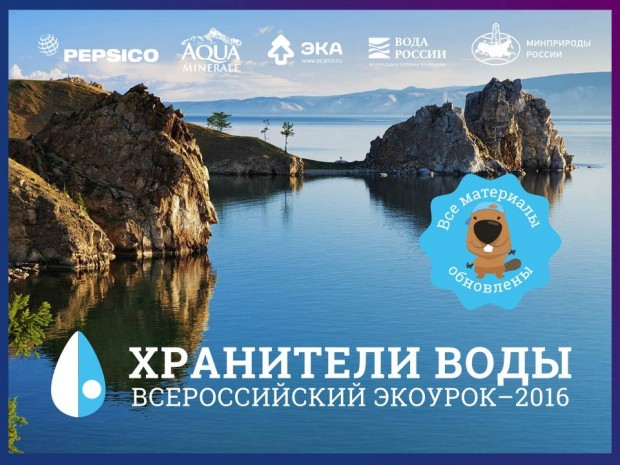 PEPSICO
AQUA
MINERALE
ЭКА
ВОДА
РОССИИ
МИНПРИРОДЫ
РОССИИ
Все материалы
обновлены
ХРАНИТЕЛИ ВОДЫ
ВСЕРОССИЙСКИЙ ЭКОУРОК–2016